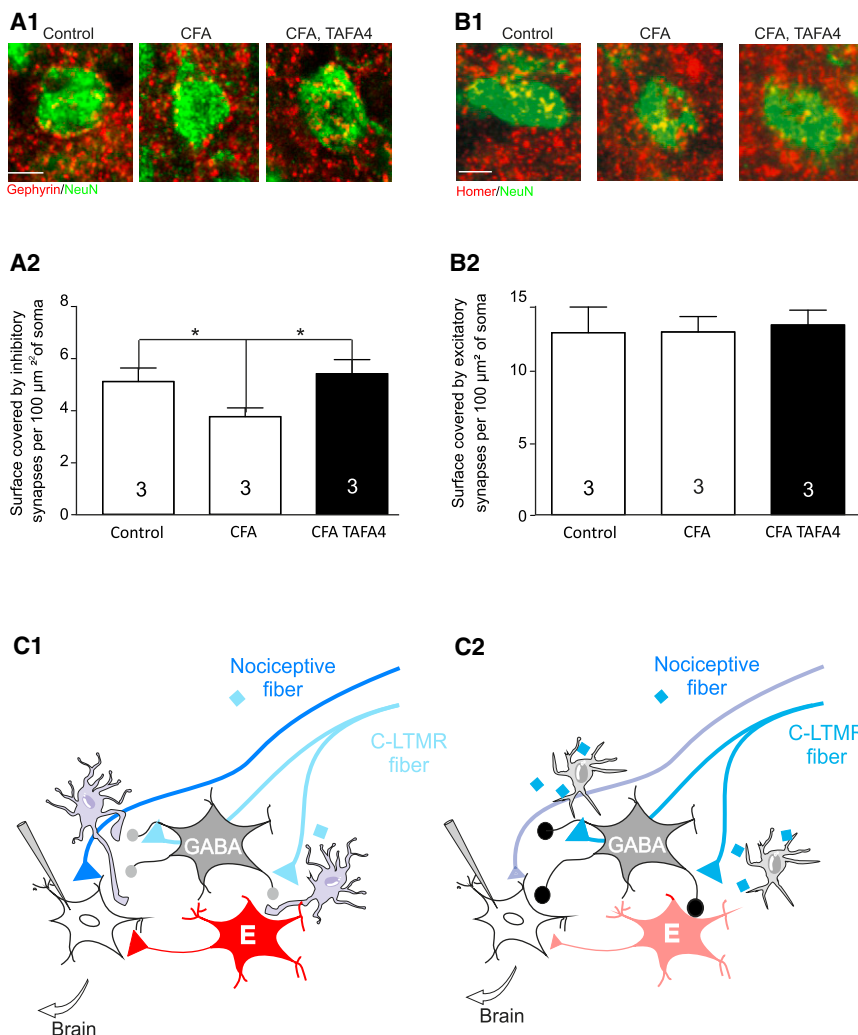 A1
Control
CFA
CFA, TAFA4
Gephyrin/NeuN
B1
Control
CFA
CFA, TAFA4
Homer/NeuN
A2
Surface covered by inhibitory
synapses per 100 µm ²²of soma
8
6
4
2
0
*
*
3
3
3
Control
CFA
CFA TAFA4
B2
Surface covered by excitatory
synapses per 100 µm² of soma
15
10
5
0
3
3
3
Control
CFA
CFA TAFA4
C1
Nociceptive
fiber
C-LTMR
fiber
GABA
E
Brain
C2
Nociceptive
fiber
C-LTMR
fiber
GABA
E
Brain